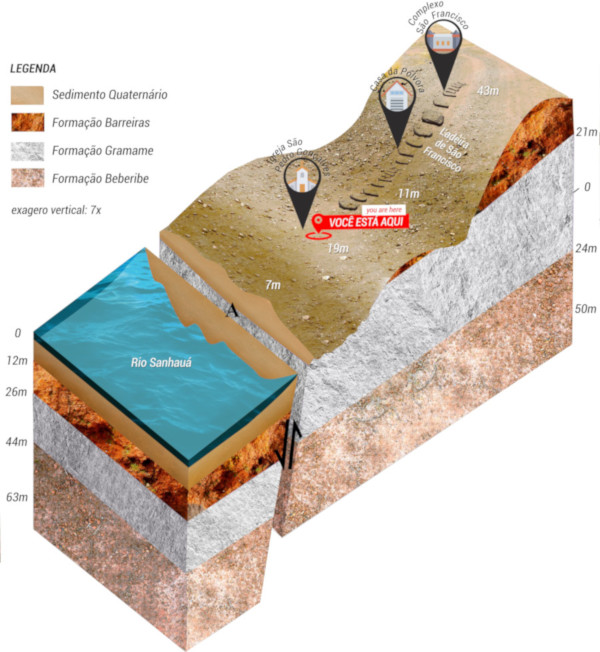 Complexo
São Francisco
LEGENDA
Sedimento Quaternário
Formação Barreiras
Formação Gramame
Formação Beberibe
exagero vertical: 7x
Casa da Pólvora
43m
Ladeira
de São
Francisco
21m
Igreja São
Pedro Gonçalves
11m
0
you are here
VOCÊ ESTÁ AQUI
19m
24m
7m
A
50m
0
Rio Sanhauá
12m
26m
44m
63m